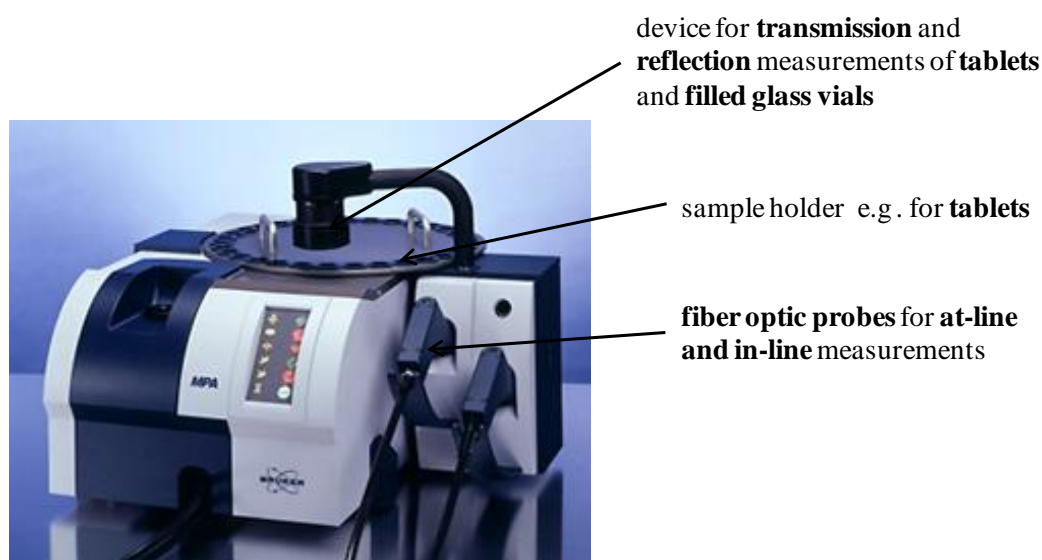 device for transmission and
reflection measurements of tablets
and filled glass vials
sample holder e.g. for tablets
fiber optic probes for at-line
and in-line measurements
MPA
BRUKER